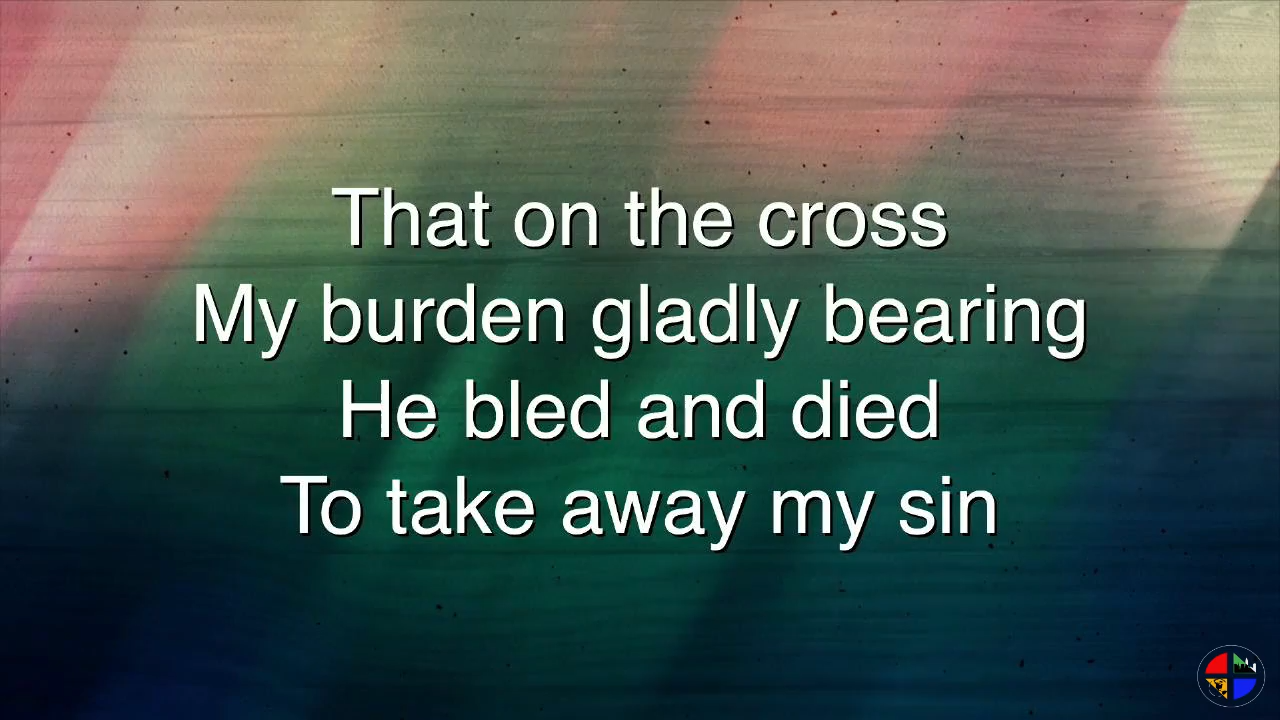 That on the cross
My burden gladly bearing
He bled and died
To take away my sin